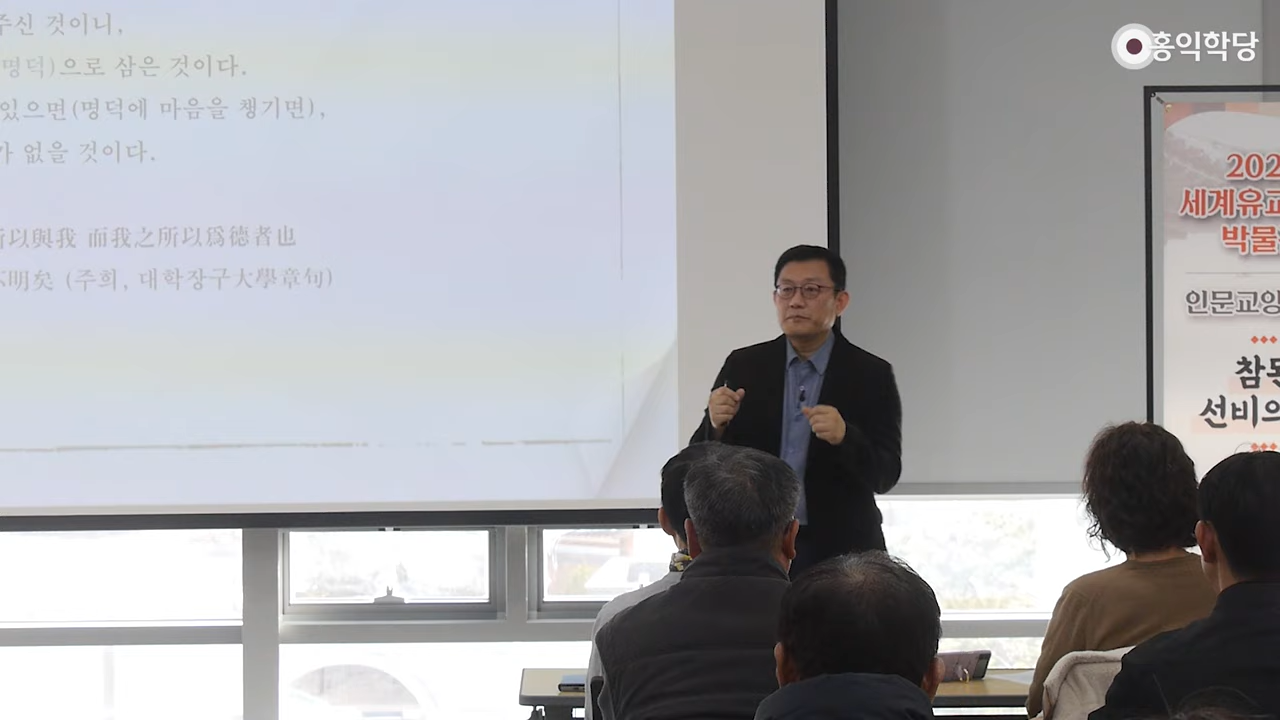 주신 것이니,
명덕)으로 삼은 것이다.
있으면(명덕에 마음을 챙기면),
가 없을 것이다.
所以與我 而我之所以爲德者也
不明矣 (주희, 대학장구大學章句)
홍익학당
202
세계유교
박물
인문교양
참동
선비의